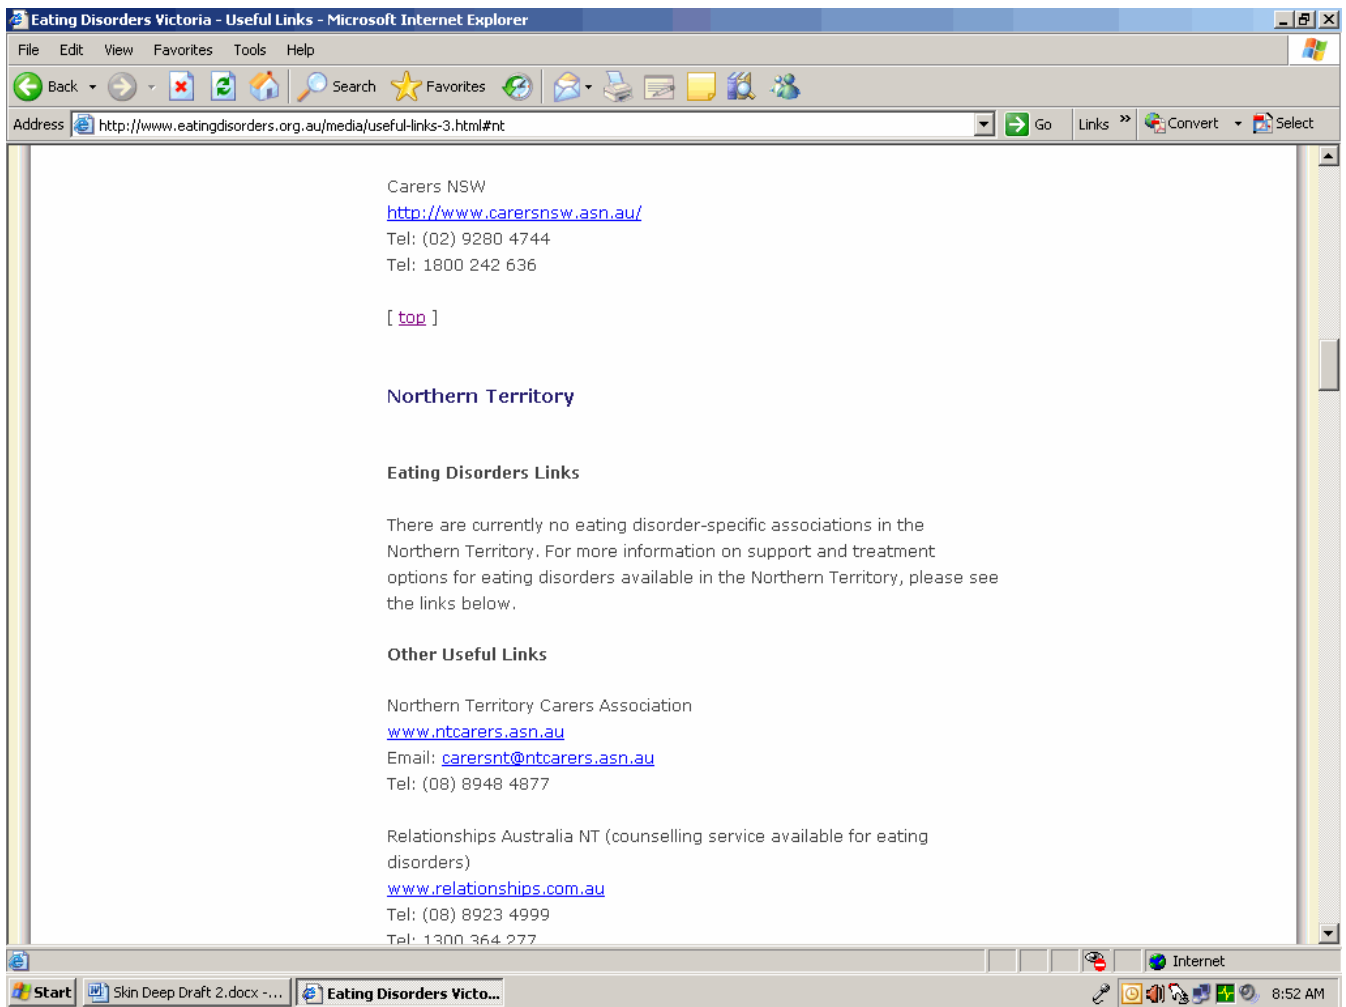 Eating Disorders Victoria - Useful Links - Microsoft Internet Explorer
File Edit View Favorites Tools Help
Back Search Favorites
Address http://www.eatingdisorders.org.au/media/useful-links-3.html#nt Go Links » Convert Select
Carers NSW
http://www.carersnsw.asn.au/
Tel: (02) 9280 4744
Tel: 1800 242 636
[ top ]
Northern Territory
Eating Disorders Links
There are currently no eating disorder-specific associations in the
Northern Territory. For more information on support and treatment
options for eating disorders available in the Northern Territory, please see
the links below.
Other Useful Links
Northern Territory Carers Association
www.ntcarers.asn.au
Email: carersnt@ntcarers.asn.au
Tel: (08) 8948 4877
Relationships Australia NT (counselling service available for eating
disorders)
www.relationships.com.au
Tel: (08) 8923 4999
Tel: 1300 364 277
Internet
Start Skin Deep Draft 2.docx -... Eating Disorders Victo... 8:52 AM